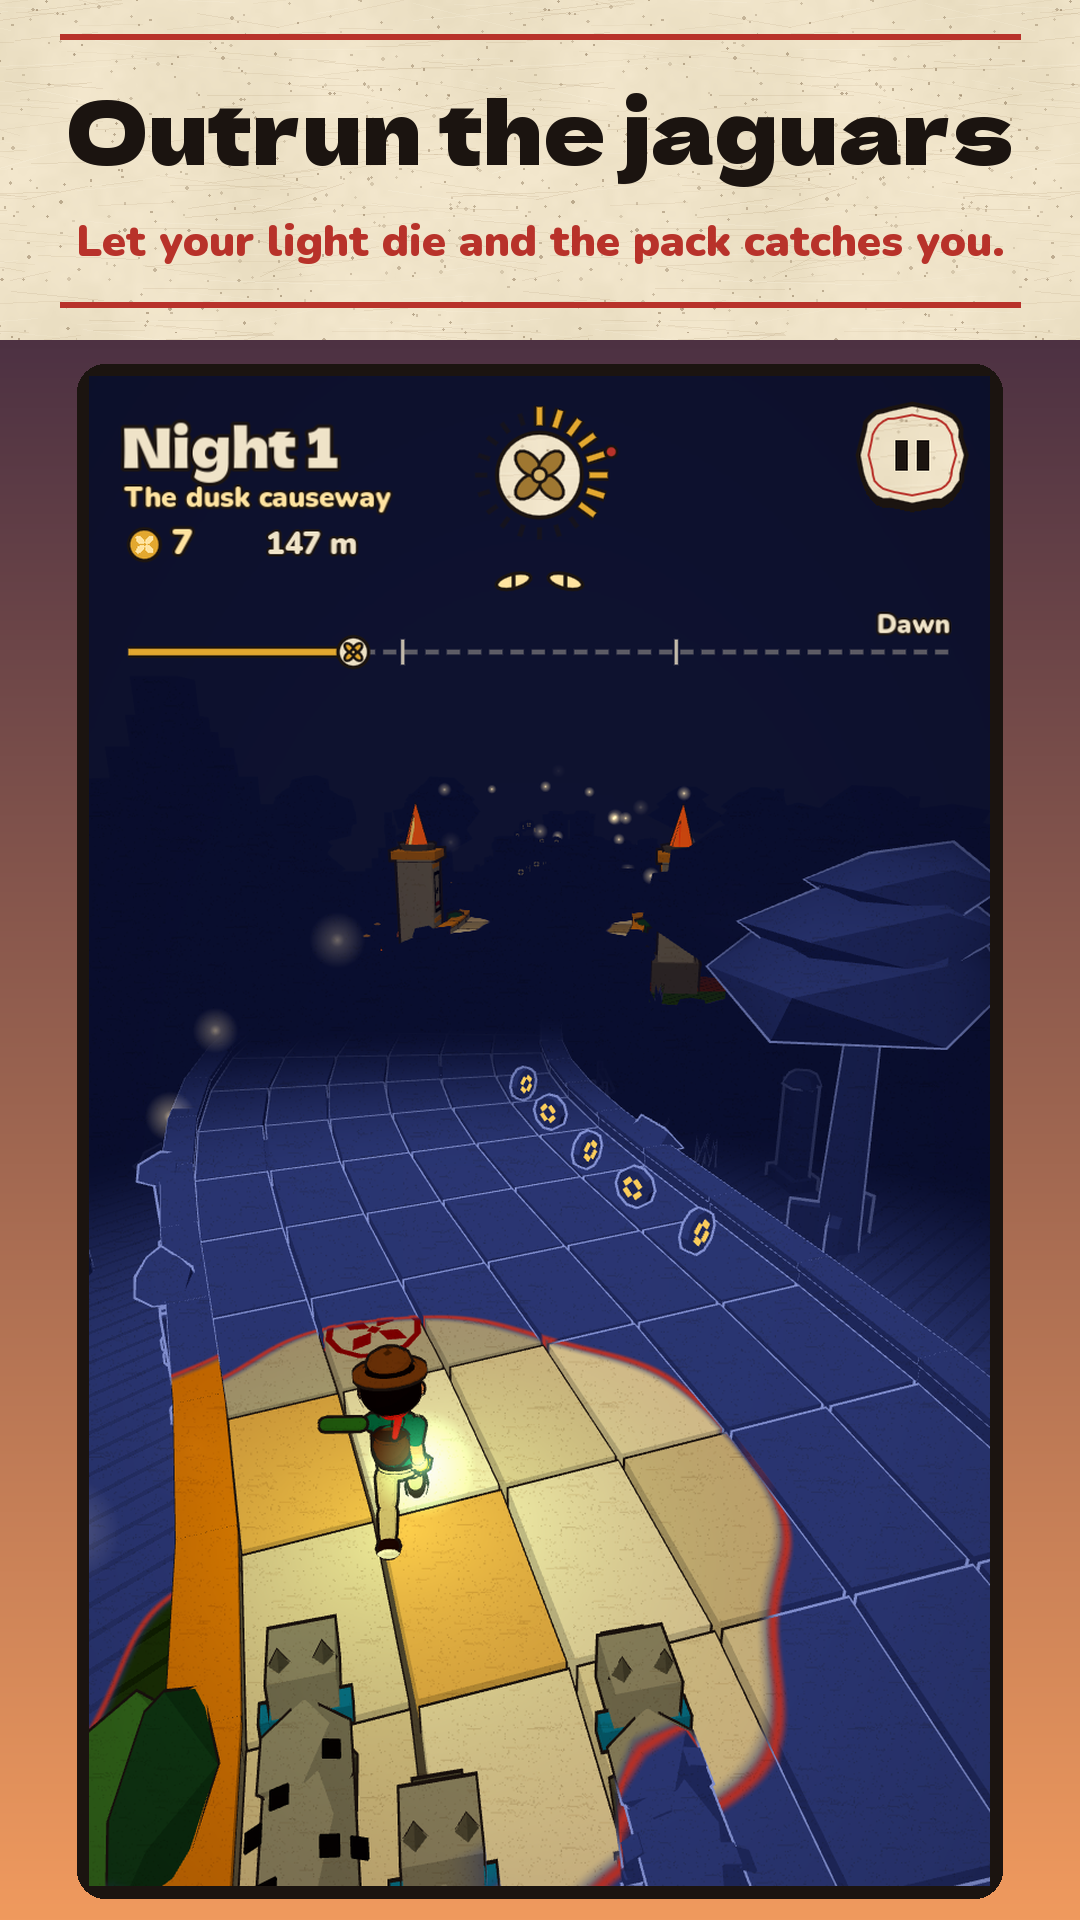 Outrun the jaguars
Let your light die and the pack catches you.
Night 1
The dusk causeway
7 147 m
Dawn